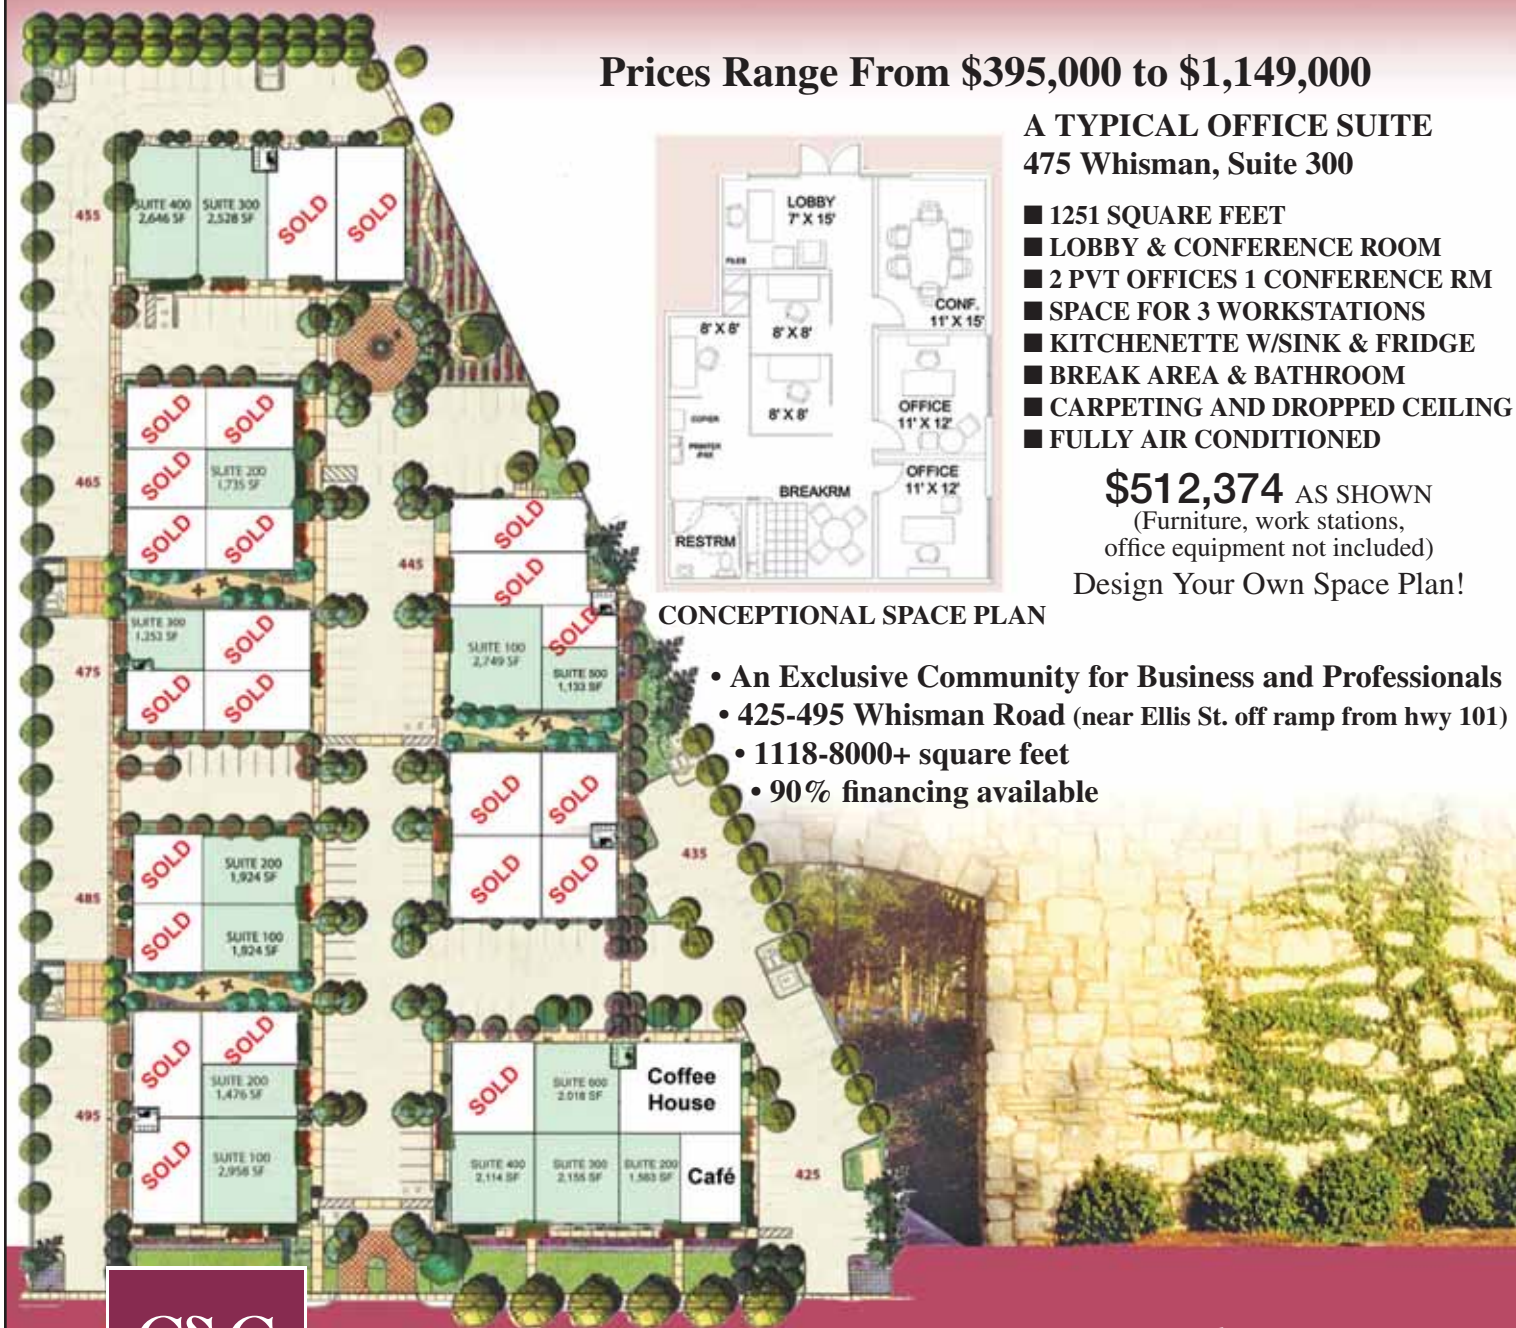 Prices Range From $395,000 to $1,149,000
A TYPICAL OFFICE SUITE
475 Whisman, Suite 300
■ 1251 SQUARE FEET
■ LOBBY & CONFERENCE ROOM
■ 2 PVT OFFICES 1 CONFERENCE RM
■ SPACE FOR 3 WORKSTATIONS
■ KITCHENETTE W/SINK & FRIDGE
■ BREAK AREA & BATHROOM
■ CARPETING AND DROPPED CEILING
■ FULLY AIR CONDITIONED
$512,374 AS SHOWN
(Furniture, work stations,
office equipment not included)
Design Your Own Space Plan!
LOBBY
7' X 15'
FILES
CONF.
11' X 15'
8' X 8'
8' X 8'
8' X 8'
COPIER
PRINTER
OFFICE
11' X 12'
OFFICE
11' X 12'
BREAKRM
RESTRM
CONCEPTIONAL SPACE PLAN
• An Exclusive Community for Business and Professionals
• 425-495 Whisman Road (near Ellis St. off ramp from hwy 101)
• 1118-8000+ square feet
• 90% financing available
455
SUITE 400
2,646 SF
SUITE 300
2,528 SF
SOLD
SOLD
465
SOLD
SOLD
SOLD
SUITE 200
1,735 SF
SOLD
SOLD
475
SUITE 300
1,253 SF
SOLD
SOLD
SOLD
445
SOLD
SOLD
SOLD
SUITE 100
2,749 SF
SUITE 500
1,133 SF
435
SOLD
SOLD
SOLD
SOLD
485
SOLD
SUITE 200
1,924 SF
SOLD
SUITE 100
1,924 SF
495
SOLD
SOLD
SUITE 200
1,476 SF
SOLD
SUITE 100
2,958 SF
425
SOLD
SUITE 600
2,018 SF
Coffee
House
SUITE 400
2,114 SF
SUITE 300
2,155 SF
SUITE 200
1,583 SF
Café